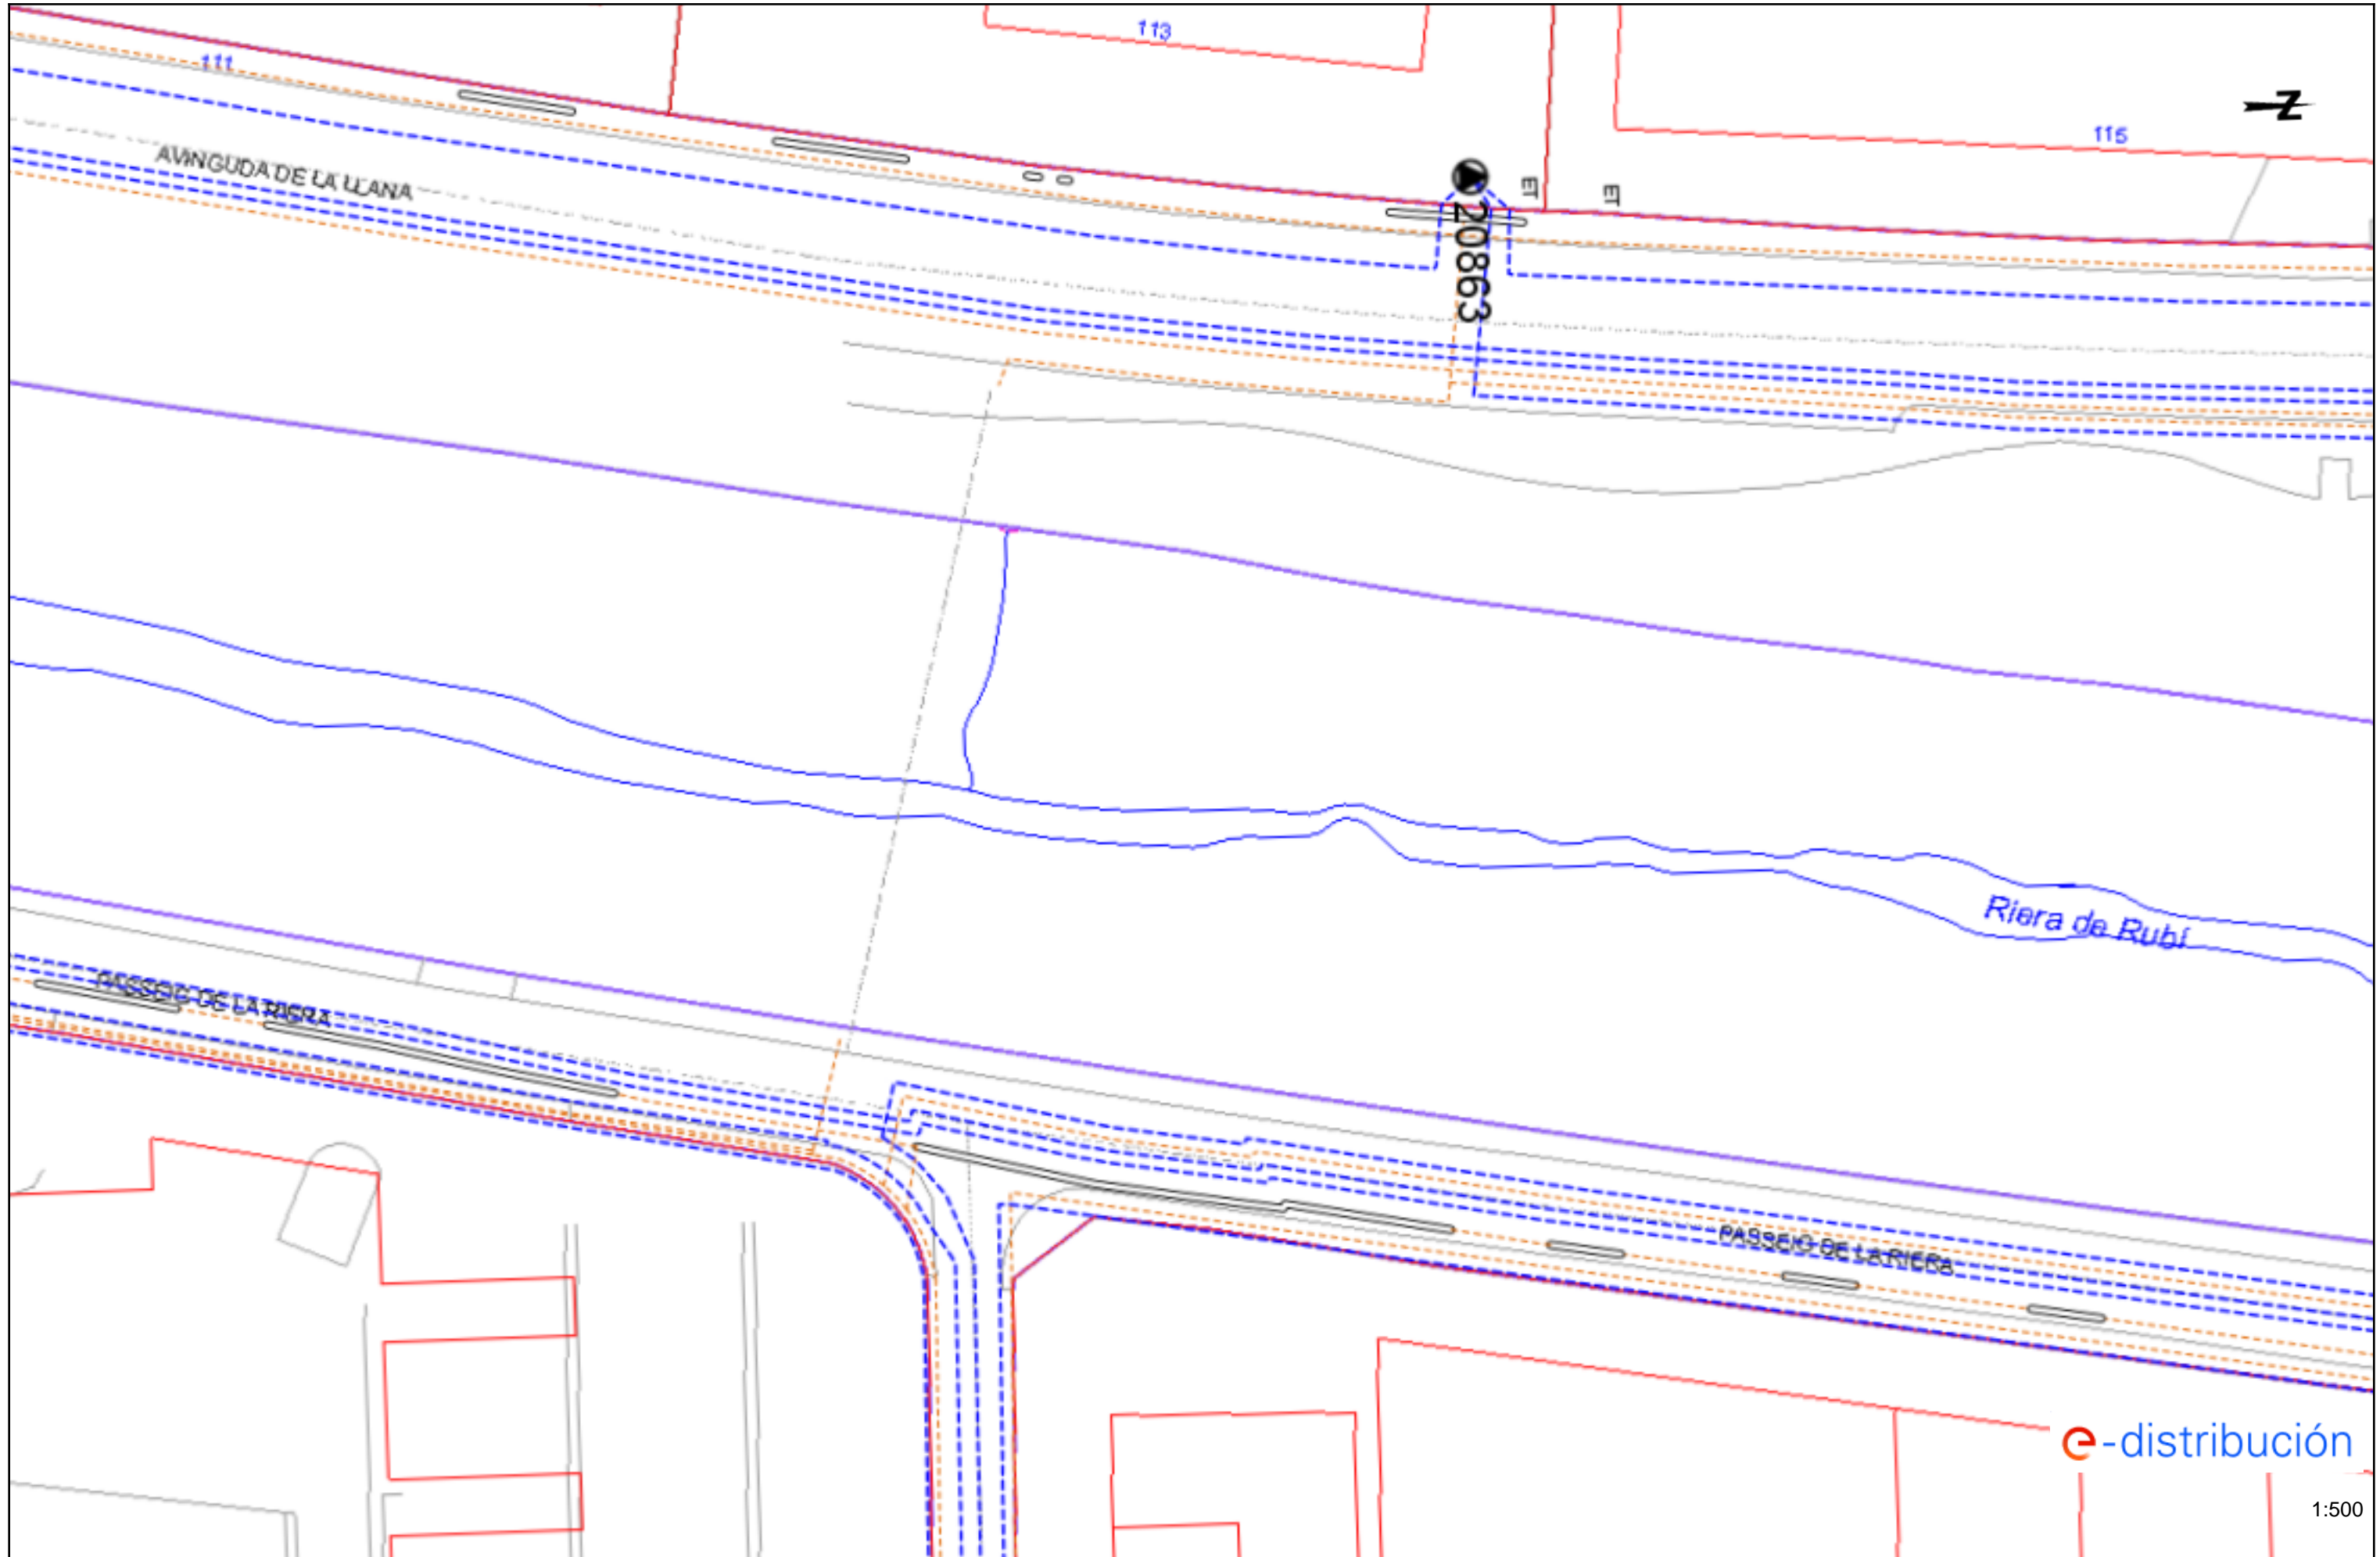 113
111
115
AVINGUDA DE LA LLANA
ET
ET
20863
Riera de Rubí
PASSEIG DE LA RIERA
PASSEIG DE LA RIERA
e-distribución
1:500